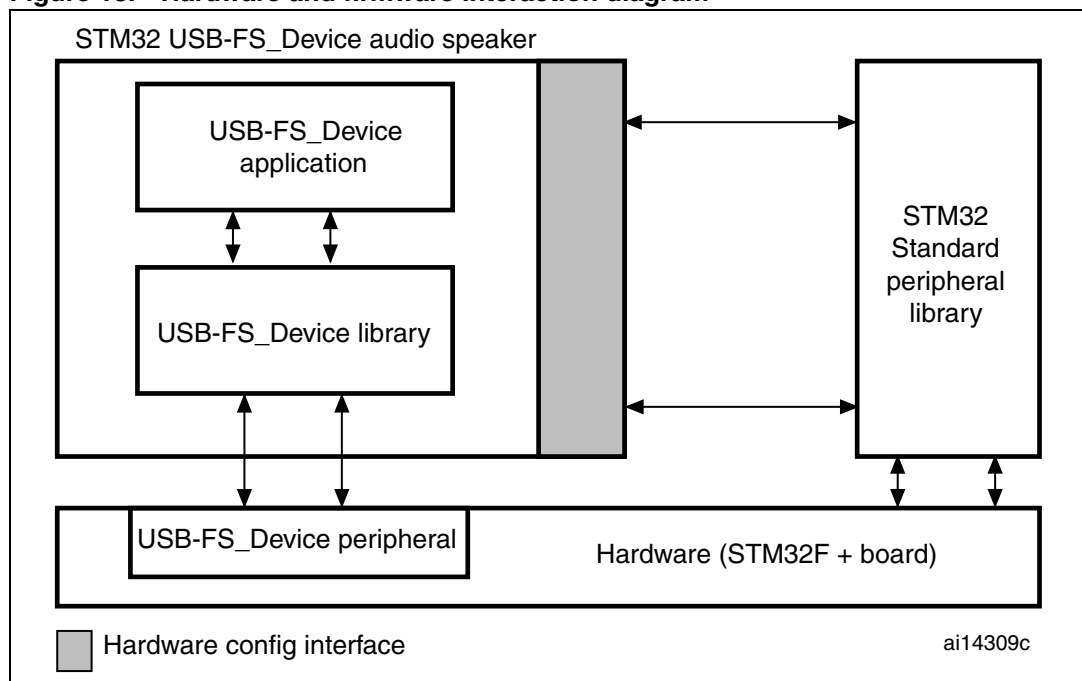 STM32 USB-FS_Device audio speaker
USB-FS_Device
application
USB-FS_Device library
STM32
Standard
peripheral
library
USB-FS_Device peripheral
Hardware (STM32F + board)
Hardware config interface
ai14309c